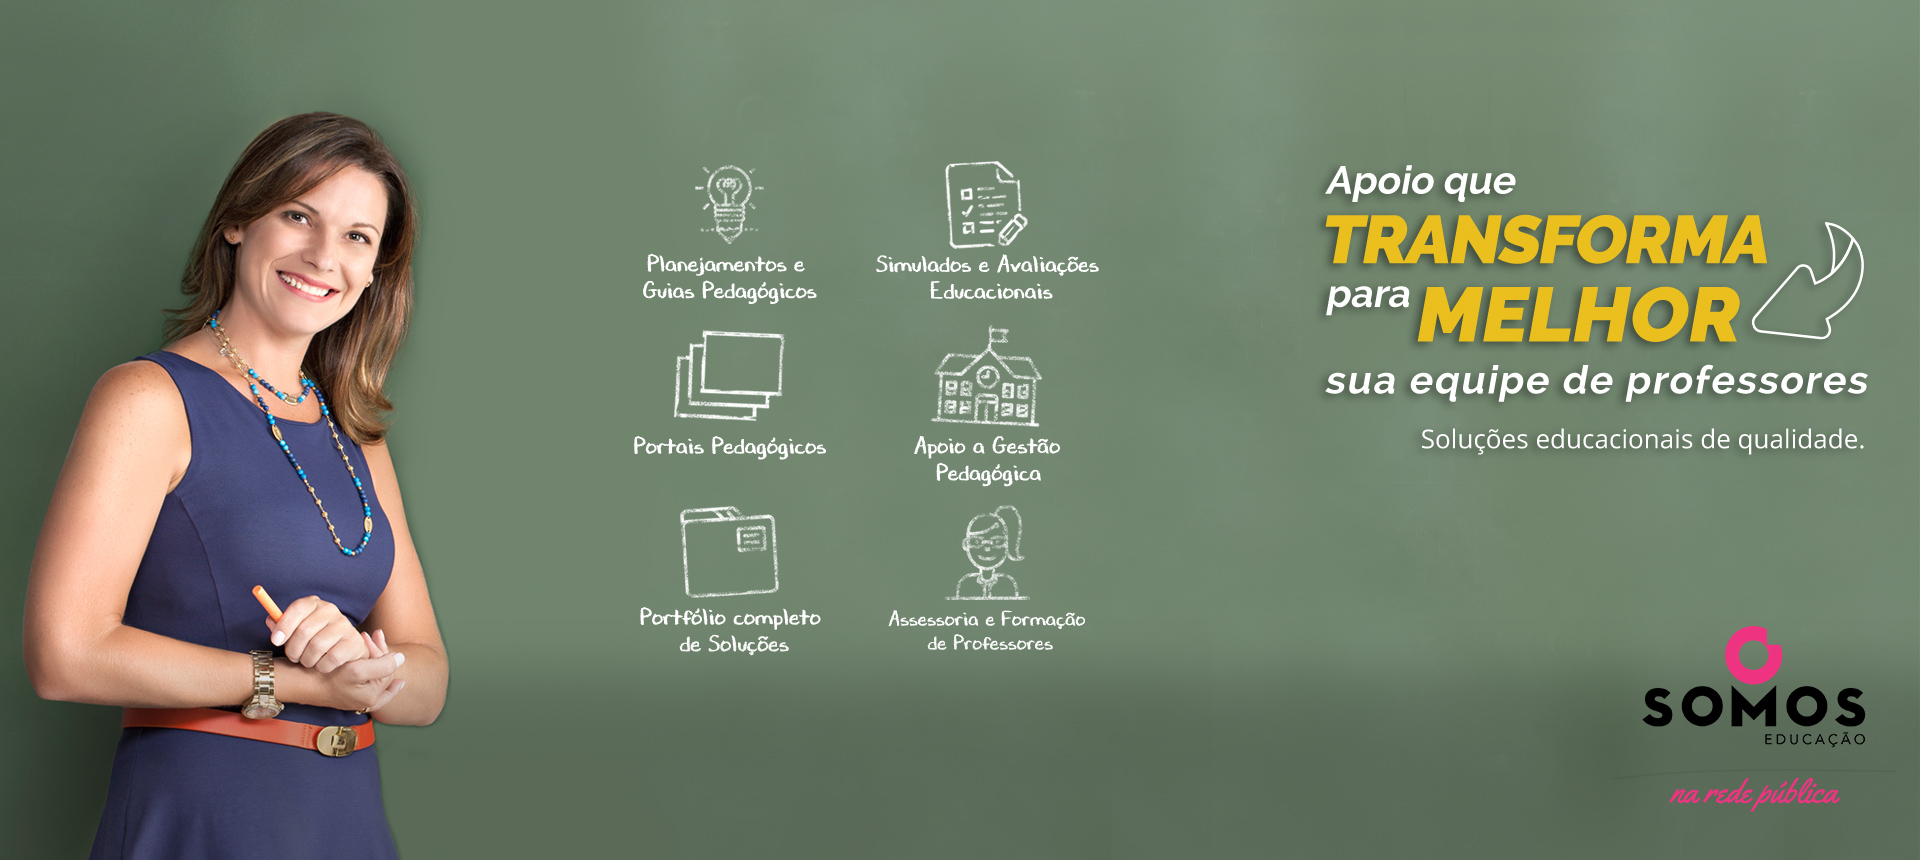 Planejamentos e
Guias Pedagógicos
Simulados e Avaliações
Educacionais
Portais Pedagógicos
Apoio a Gestão
Pedagógica
Portfólio completo
de Soluções
Assessoria e Formação
de Professores
Apoio que
TRANSFORMA
para MELHOR
sua equipe de professores
Soluções educacionais de qualidade.
SOMOS
EDUCAÇÃO
na rede pública